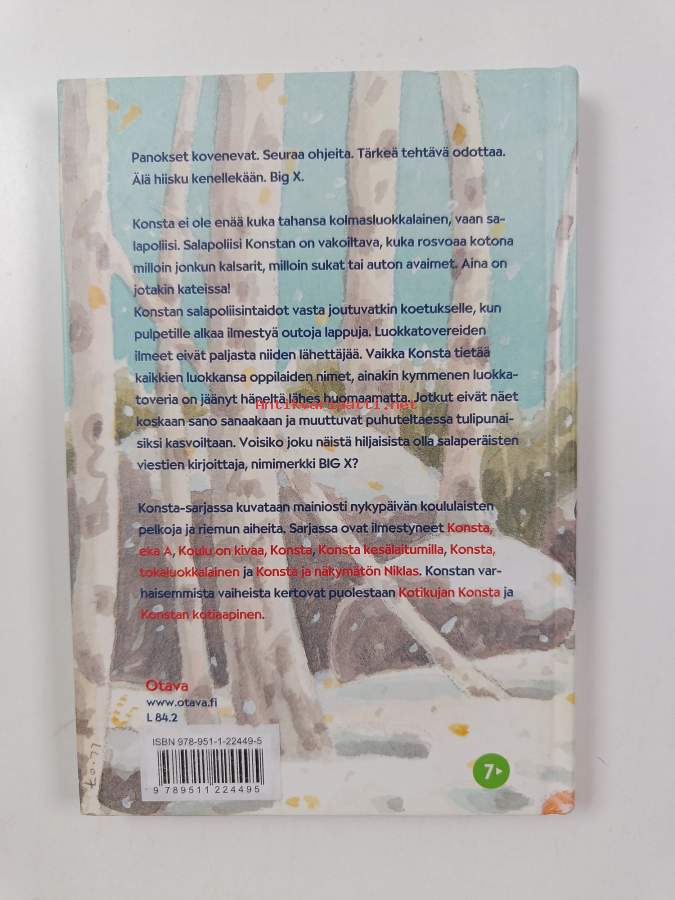 Panokset kovenevat. Seuraa ohjeita. Tärkeä tehtävä odottaa.
Älä hiisku kenellekään. Big X.
Konsta ei ole enää kuka tahansa kolmasluokkalainen, vaan sa-
lapoliisi. Salapoliisi Konstan on vakoiltava, kuka rosvoaa kotona
milloin jonkun kalsarit, milloin sukat tai auton avaimet. Aina on
jotakin kateissa!
Konstan salapoliisintaidot vasta joutuvatkin koetukselle, kun
pulpetille alkaa ilmestyä outoja lappuja. Luokkatovereiden
ilmeet eivät paljasta niiden lähettäjää. Vaikka Konsta tietää
kaikkien luokkansa oppilaiden nimet, ainakin kymmenen luokka-
toveria on jäänyt häneltä lähes huomaamatta. Jotkut eivät näet
Antikvariaatti.net
koskaan sano sanaakaan ja muuttuvat puhuteltaessa tulipunai-
siksi kasvoiltaan. Voisiko joku näistä hiljaisista olla salaperäisten
viestien kirjoittaja, nimimerkki BIG X?
Konsta-sarjassa kuvataan mainiosti nykypäivän koululaisten
pelkoja ja riemun aiheita. Sarjassa ovat ilmestyneet Konsta,
eka A, Koulu on kivaa, Konsta, Konsta kesälaitumilla, Konsta,
tokaluokkalainen ja Konsta ja näkymätön Niklas. Konstan var-
haisemmista vaiheista kertovat puolestaan Kotikujan Konsta ja
Konstan kotiaapinen.
Otava
www.otava.fi
L 84.2
ISBN 978-951-1-22449-5
9 789511 224495
7